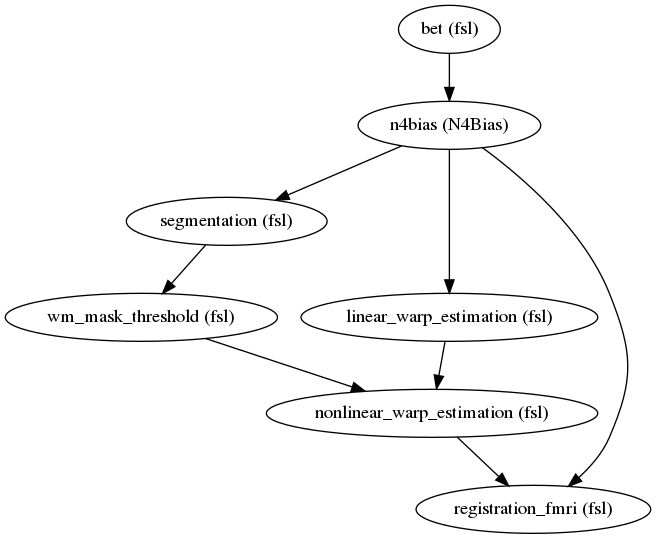 bet (fsl)
n4bias (N4Bias)
segmentation (fsl)
wm_mask_threshold (fsl)
linear_warp_estimation (fsl)
nonlinear_warp_estimation (fsl)
registration_fmri (fsl)